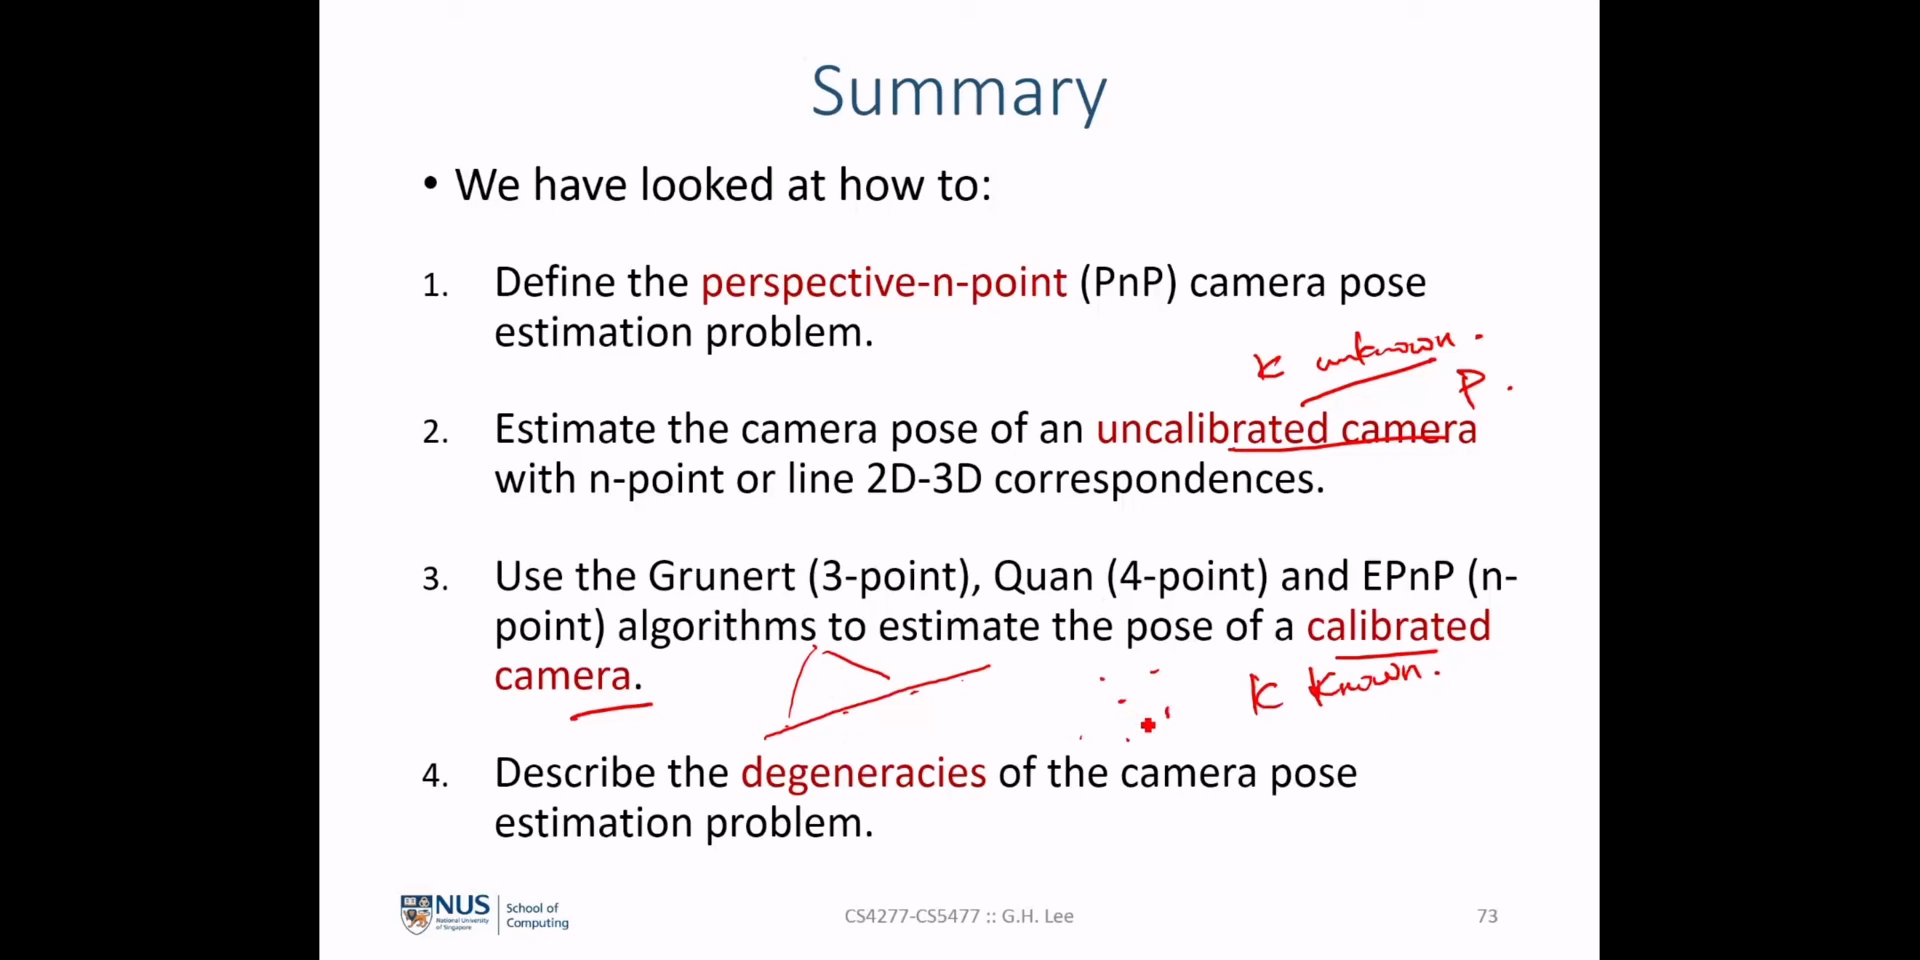 Summary
• We have looked at how to:
1. Define the perspective-n-point (PnP) camera pose
estimation problem.
K unknown.
P.
2. Estimate the camera pose of an uncalibrated camera
with n-point or line 2D-3D correspondences.
3. Use the Grunert (3-point), Quan (4-point) and EPnP (n-
point) algorithms to estimate the pose of a calibrated
camera.
K Known.
4. Describe the degeneracies of the camera pose
estimation problem.
NUS
National University
of Singapore
School of
Computing
CS4277-CS5477 :: G.H. Lee
73